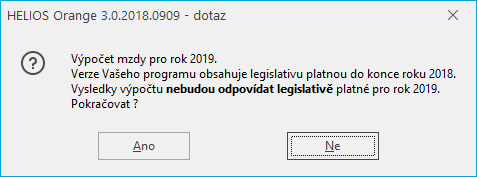 HELIOS Orange 3.0.2018.0909 - dotaz
Výpočet mzdy pro rok 2019.
Verze Vašeho programu obsahuje legislativu platnou do konce roku 2018.
Vysledky výpočtu nebudou odpovídat legislativě platné pro rok 2019.
Pokračovat ?
Ano
Ne